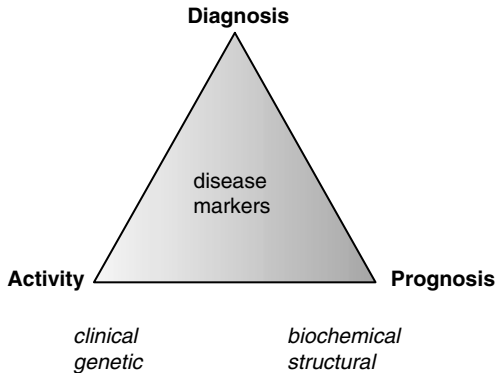 Diagnosis
disease
markers
Activity
Prognosis
clinical
genetic
biochemical
structural